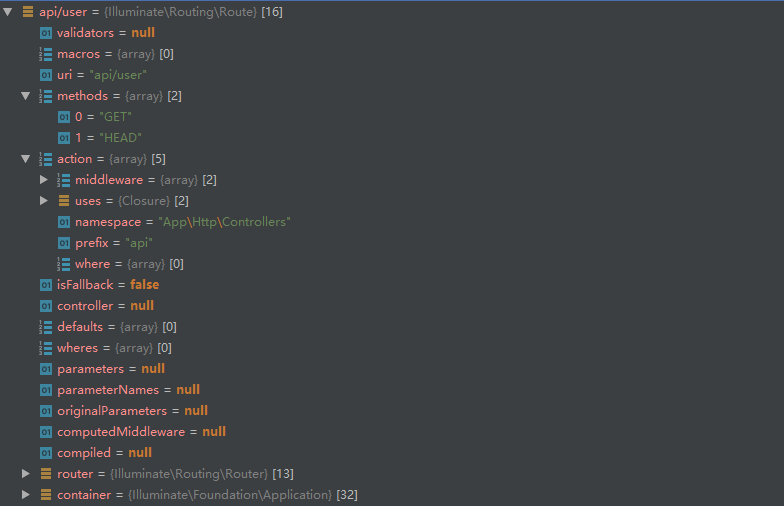 api/user = {Illuminate\Routing\Route} [16]
validators = null
macros = {array} [0]
uri = "api/user"
methods = {array} [2]
0 = "GET"
1 = "HEAD"
action = {array} [5]
middleware = {array} [2]
uses = {Closure} [2]
namespace = "App\Http\Controllers"
prefix = "api"
where = {array} [0]
isFallback = false
controller = null
defaults = {array} [0]
wheres = {array} [0]
parameters = null
parameterNames = null
originalParameters = null
computedMiddleware = null
compiled = null
router = {Illuminate\Routing\Router} [13]
container = {Illuminate\Foundation\Application} [32]